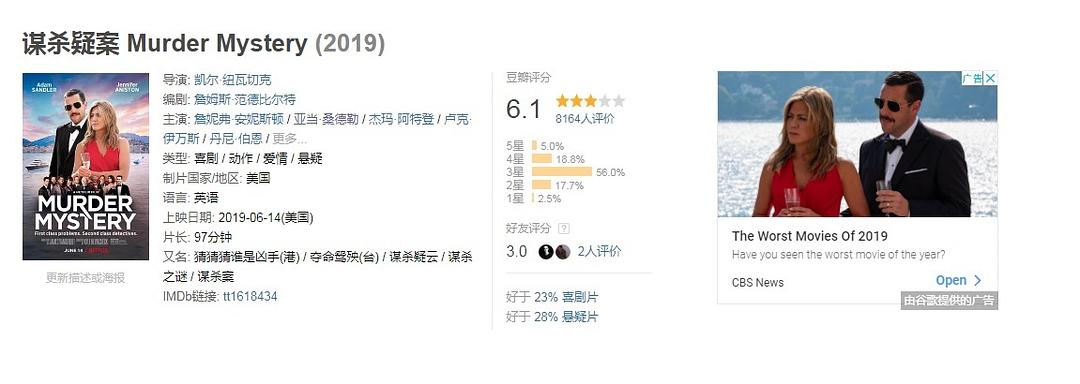 谋杀疑案 Murder Mystery (2019)
Adam SANDLER
Jennifer ANISTON
MURDER
MYSTERY
First class problems. Second class detectives.
JUNE 14
更新描述或海报
导演: 凯尔·纽瓦切克
编剧: 詹姆斯·范德比尔特
主演: 詹妮弗·安妮斯顿 / 亚当·桑德勒 / 杰玛·阿特登 / 卢克·
伊万斯 / 丹尼·伯恩 / 更多...
类型: 喜剧 / 动作 / 爱情 / 悬疑
制片国家/地区: 美国
语言: 英语
上映日期: 2019-06-14(美国)
片长: 97分钟
又名: 猜猜猜谁是凶手(港) / 夺命鸳殃(台) / 谋杀疑云 / 谋杀
之谜 / 谋杀案
IMDb链接: tt1618434
豆瓣评分
6.1
8164人评价
5星 5.0%
4星 18.8%
3星 56.0%
2星 17.7%
1星 2.5%
好友评分 ?
3.0 2人评价
好于 23% 喜剧片
好于 28% 悬疑片
广告
The Worst Movies Of 2019
Have you seen the worst movie of the year?
CBS News
Open
由谷歌提供的广告